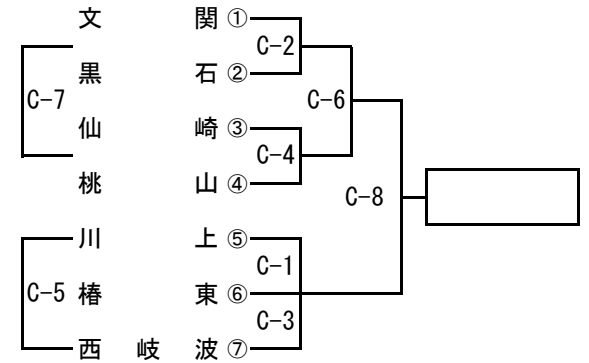 文 関 ①
C-2
黒 石 ②
C-7 C-6
仙 崎 ③
C-4
桃 山 ④
C-8
川 上 ⑤
C-1
C-5 椿 東 ⑥
C-3
西 岐 波 ⑦